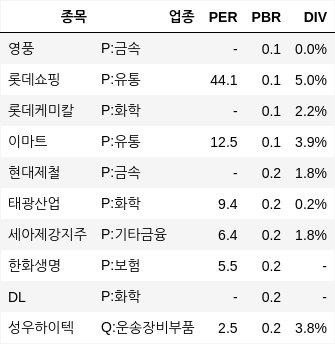 종목 업종 PER PBR DIV
영풍 P:금속 - 0.1 0.0%
롯데쇼핑 P:유통 44.1 0.1 5.0%
롯데케미칼 P:화학 - 0.1 2.2%
이마트 P:유통 12.5 0.1 3.9%
현대제철 P:금속 - 0.2 1.8%
태광산업 P:화학 9.4 0.2 0.2%
세아제강지주 P:기타금융 6.4 0.2 1.8%
한화생명 P:보험 5.5 0.2 -
DL P:화학 - 0.2 -
성우하이텍 Q:운송장비부품 2.5 0.2 3.8%